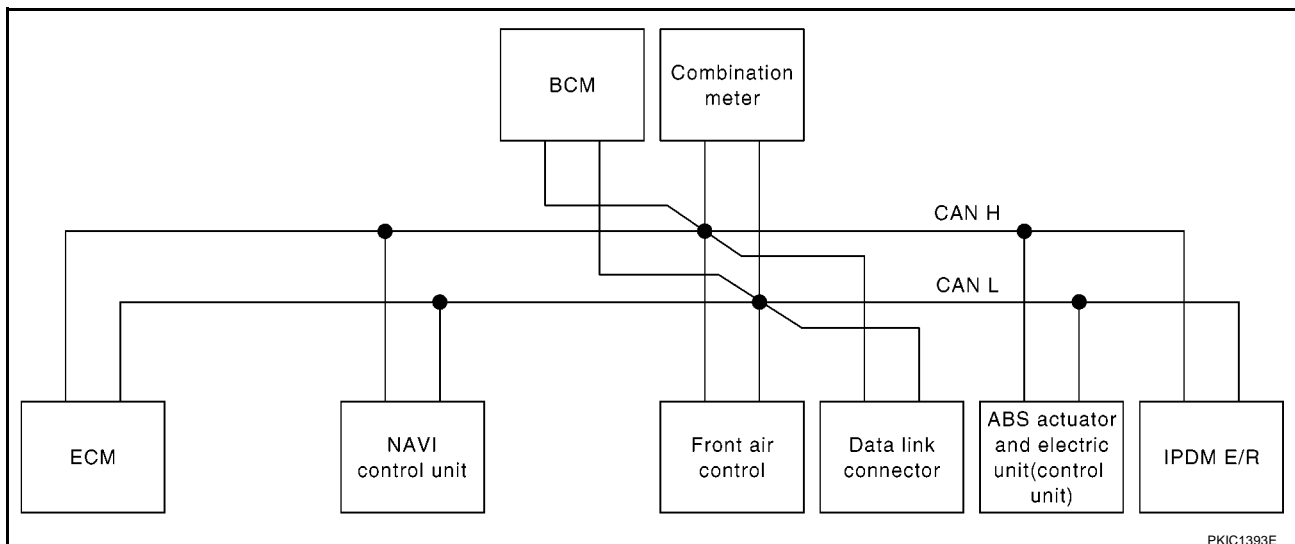 BCM
Combination
meter
CAN H
CAN L
ECM
NAVI
control unit
Front air
control
Data link
connector
ABS actuator
and electric
unit(control
unit)
IPDM E/R
PKIC1393E